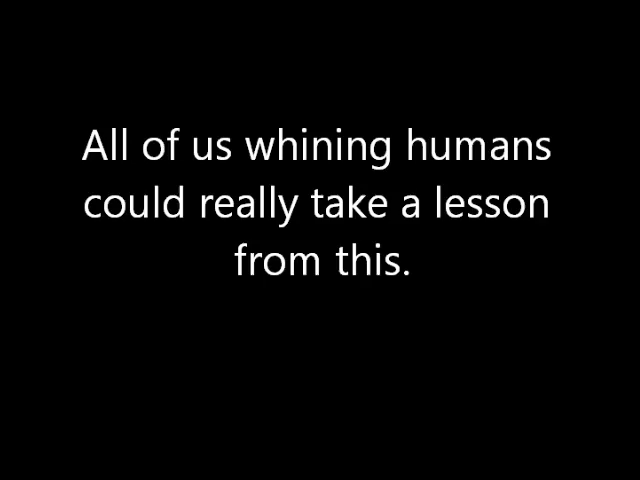 All of us whining humans
could really take a lesson
from this.